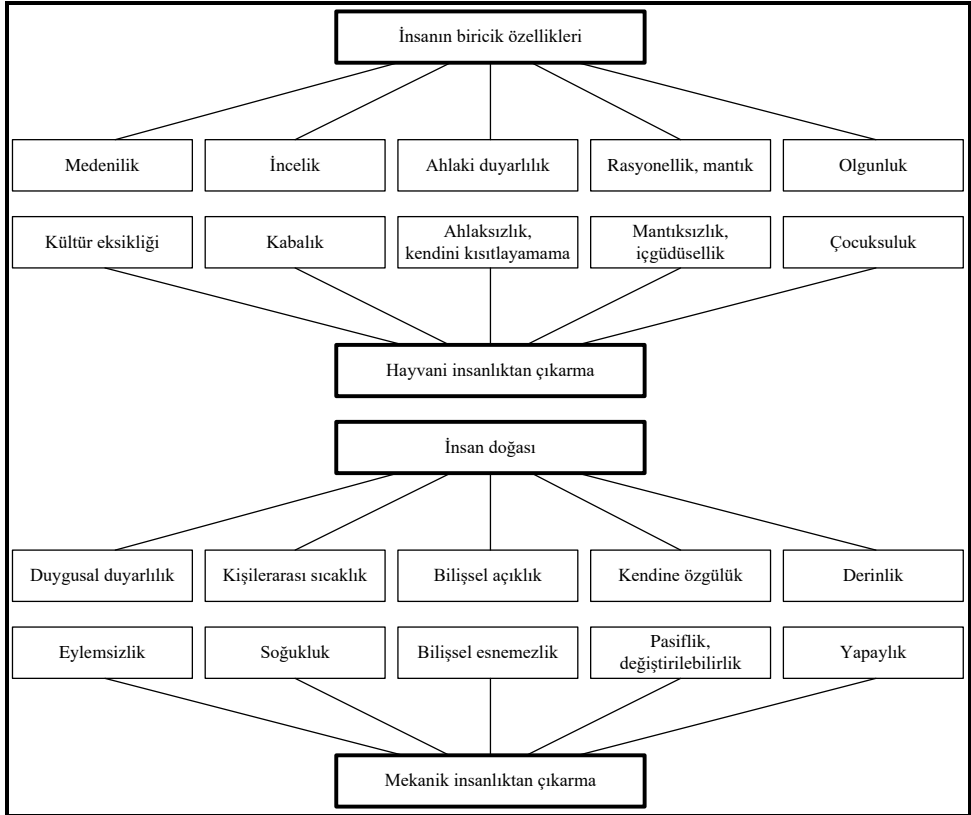 İnsanın biricik özellikleri
Medenilik
İncelik
Ahlaki duyarlılık
Rasyonellik, mantık
Olgunluk
Kültür eksikliği
Kabalık
Ahlaksızlık,
kendini kısıtlayamama
Mantıksızlık,
içgüdüsellik
Çocuksuluk
Hayvani insanlıktan çıkarma
İnsan doğası
Duygusal duyarlılık
Kişilerarası sıcaklık
Bilişsel açıklık
Kendine özgülük
Derinlik
Eylemsizlik
Soğukluk
Bilişsel esnemezlik
Pasiflik,
değiştirilebilirlik
Yapaylık
Mekanik insanlıktan çıkarma